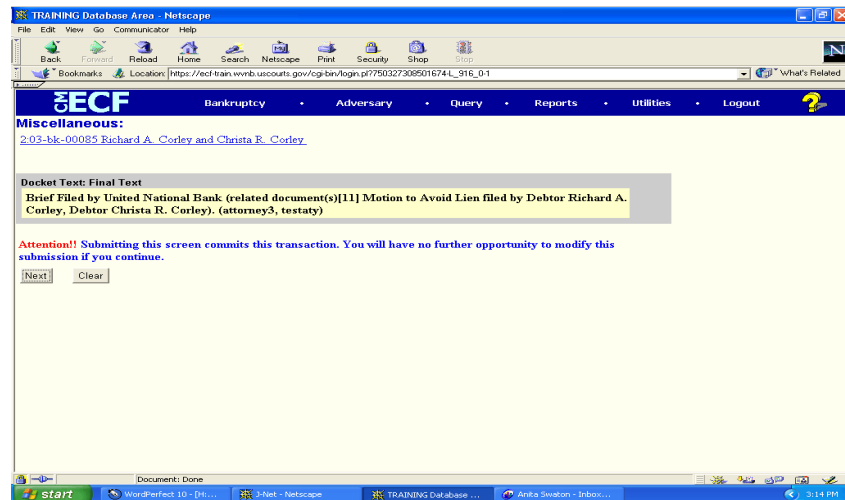 TRAINING Database Area - Netscape
File Edit View Go Communicator Help
Back Forward Reload Home Search Netscape Print Security Shop Stop
Bookmarks Location: https://ecf-train.wvnb.uscourts.gov/cgi-bin/login.pl?750327308501674-L_916_0-1 What's Related
CM ECF Bankruptcy • Adversary • Query • Reports • Utilities • Logout ?
Miscellaneous:
2:03-bk-00085 Richard A. Corley and Christa R. Corley
Docket Text: Final Text
Brief Filed by United National Bank (related document(s)[11] Motion to Avoid Lien filed by Debtor Richard A.
Corley, Debtor Christa R. Corley). (attorney3, testaty)
Attention!! Submitting this screen commits this transaction. You will have no further opportunity to modify this
submission if you continue.
Next Clear
Document: Done
start WordPerfect 10 - [H:... J-Net - Netscape TRAINING Database ... Anita Swaton - Inbox... 3:14 PM